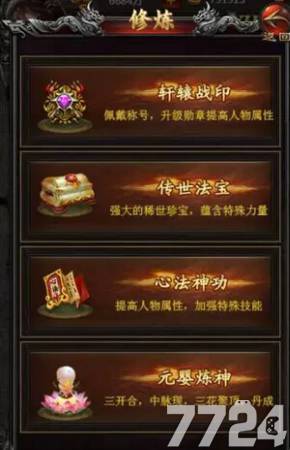 修炼
返回
轩辕战印
佩戴称号，升级勋章提高人物属性
传世法宝
强大的稀世珍宝，蕴含特殊力量
心法神功
提高人物属性，加强特殊技能
元婴炼神
三开合，中脉现，三花聚顶，丹成
7724